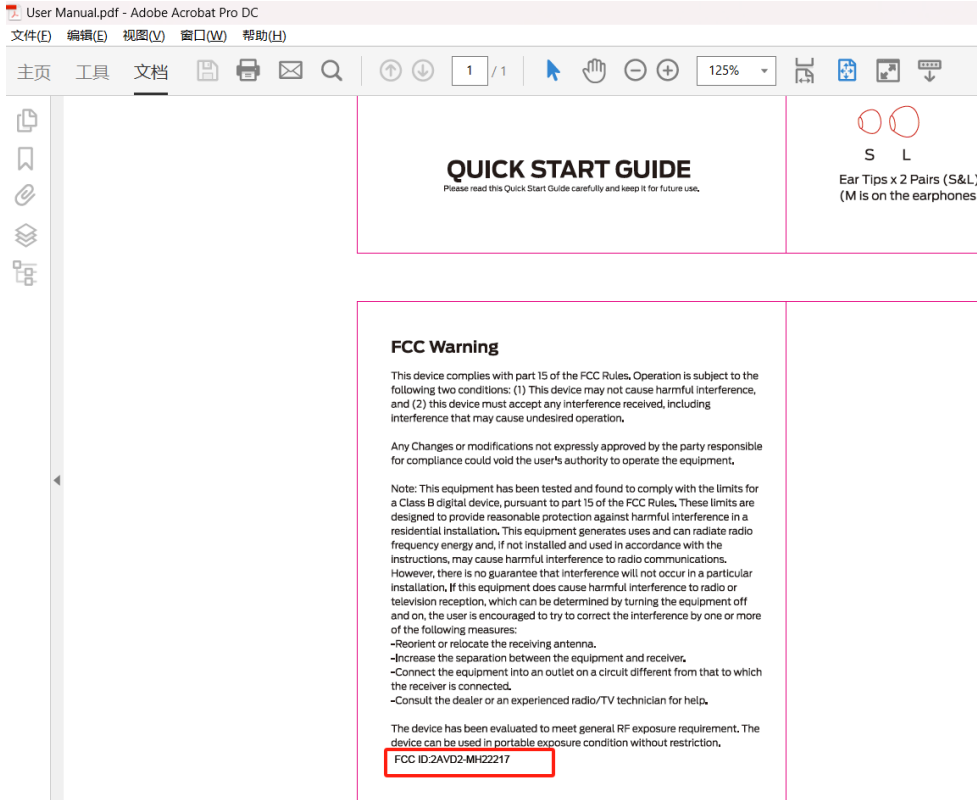 User Manual.pdf - Adobe Acrobat Pro DC
文件(F) 编辑(E) 视图(V) 窗口(W) 帮助(H)
主页 工具 文档 1 / 1 125%
QUICK START GUIDE
Please read this Quick Start Guide carefully and keep it for future use.
S L
Ear Tips x 2 Pairs (S&L)
(M is on the earphones
FCC Warning
This device complies with part 15 of the FCC Rules. Operation is subject to the
following two conditions: (1) This device may not cause harmful interference,
and (2) this device must accept any interference received, including
interference that may cause undesired operation.
Any Changes or modifications not expressly approved by the party responsible
for compliance could void the user's authority to operate the equipment.
Note: This equipment has been tested and found to comply with the limits for
a Class B digital device, pursuant to part 15 of the FCC Rules. These limits are
designed to provide reasonable protection against harmful interference in a
residential installation. This equipment generates uses and can radiate radio
frequency energy and, if not installed and used in accordance with the
instructions, may cause harmful interference to radio communications.
However, there is no guarantee that interference will not occur in a particular
installation. If this equipment does cause harmful interference to radio or
television reception, which can be determined by turning the equipment off
and on, the user is encouraged to try to correct the interference by one or more
of the following measures:
-Reorient or relocate the receiving antenna.
-Increase the separation between the equipment and receiver.
-Connect the equipment into an outlet on a circuit different from that to which
the receiver is connected.
-Consult the dealer or an experienced radio/TV technician for help.
The device has been evaluated to meet general RF exposure requirement. The
device can be used in portable exposure condition without restriction.
FCC ID:2AVD2-MH22217